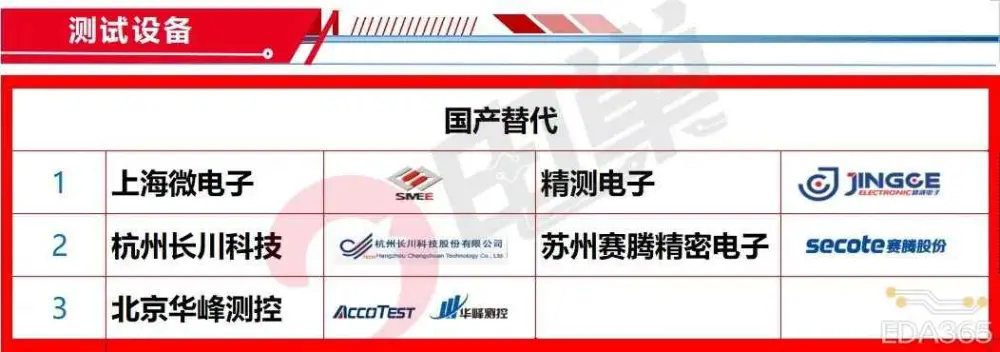 测试设备
国产替代
1 上海微电子 SMEE 精测电子 JINGCE ELECTRONIC 精测电子
2 杭州长川科技 杭州长川科技股份有限公司 苏州赛腾精密电子 secote 赛腾股份
Hangzhou Changchuan Technology Co., Ltd.
3 北京华峰测控 ACCOTEST 华峰测控
电巢
EDA365